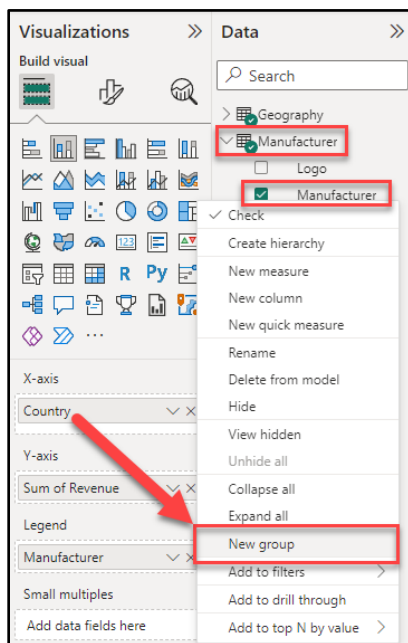 Visualizations
Build visual
123
R
Py
...
X-axis
Country
Y-axis
Sum of Revenue
Legend
Manufacturer
Small multiples
Add data fields here
Data
Search
Geography
Manufacturer
Logo
Manufacturer
Check
Create hierarchy
New measure
New column
New quick measure
Rename
Delete from model
Hide
View hidden
Unhide all
Collapse all
Expand all
New group
Add to filters
Add to drill through
Add to top N by value